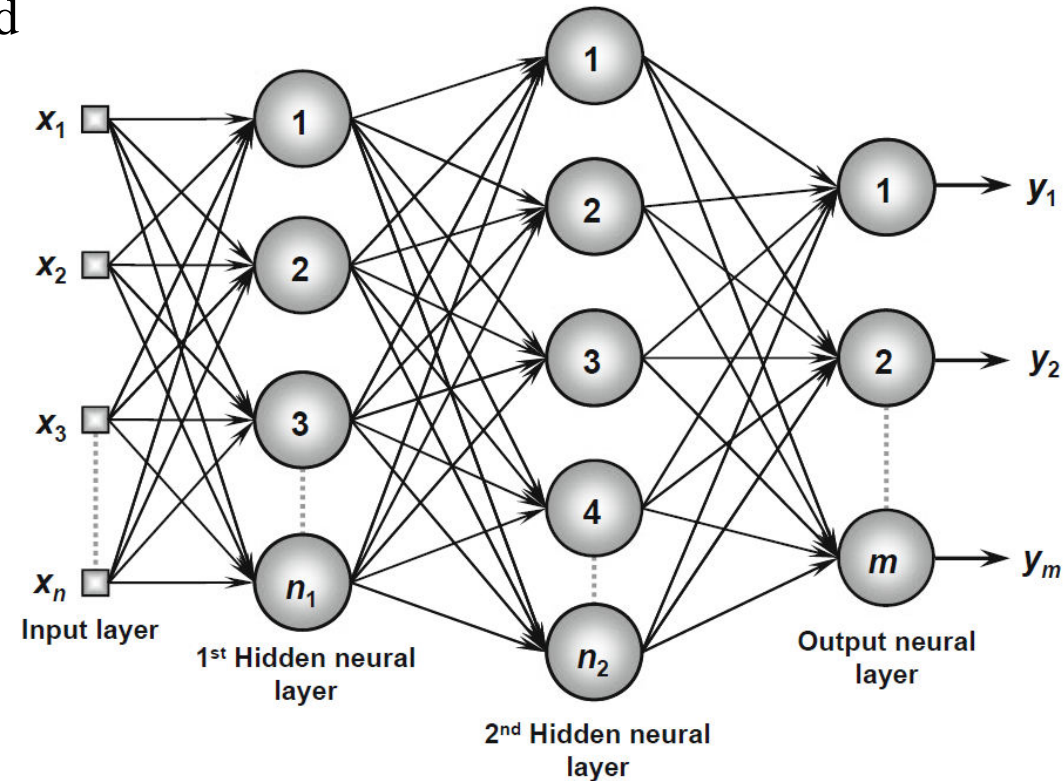 d
x₁
x₂
x₃
xₙ
Input layer
1
2
3
n₁
1ˢᵗ Hidden neural
layer
1
2
3
4
n₂
2ⁿᵈ Hidden neural
layer
1
2
m
Output neural
layer
y₁
y₂
yₘ